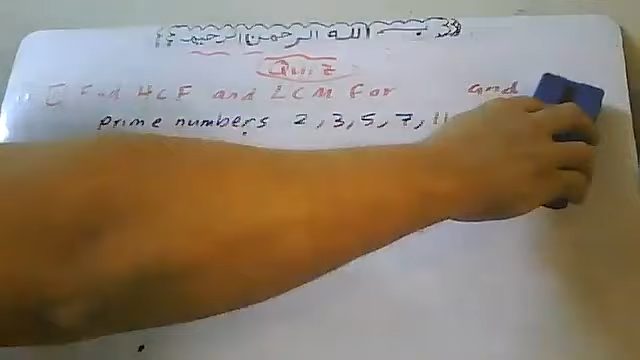 بسم الله الرحمن الرحيم
Quiz
Find HCF and LCM For and
prime numbers 2, 3, 5, 7, 11